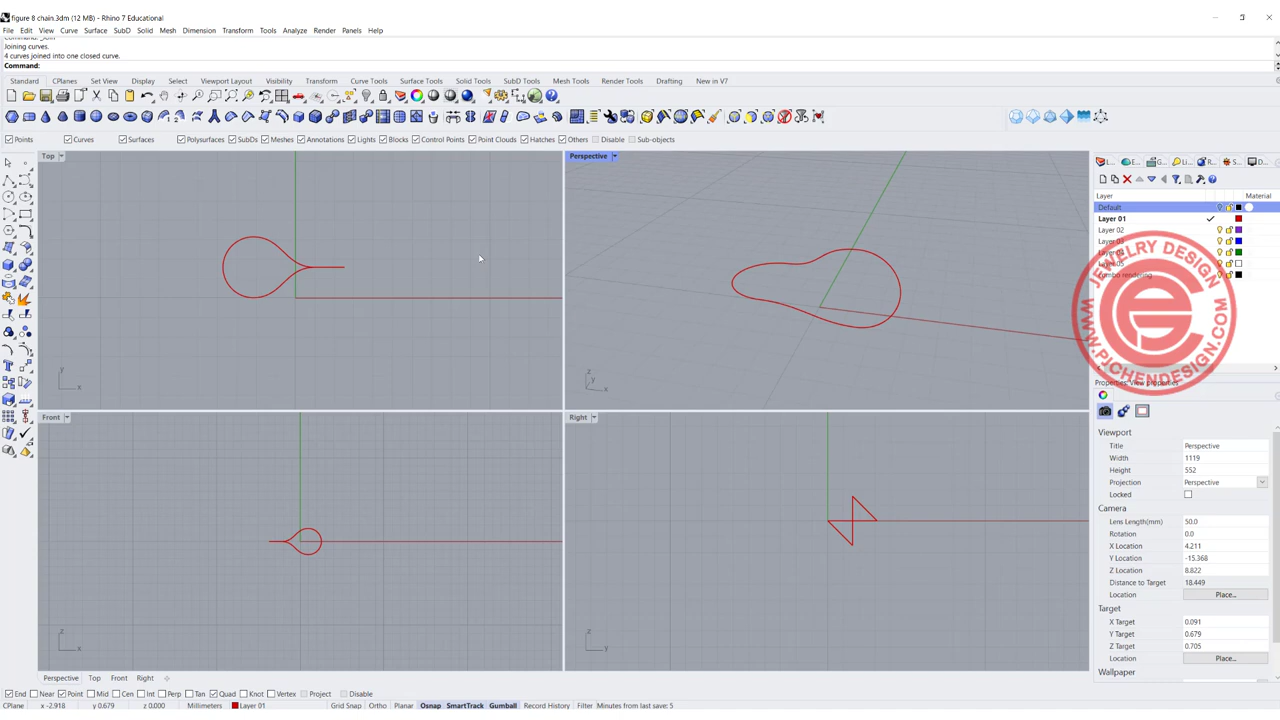 figure 8 chain.3dm (12 MB) - Rhino 7 Educational
File Edit View Curve Surface SubD Solid Mesh Dimension Transform Tools Analyze Render Panels Help
Joining curves.
4 curves joined into one closed curve.
Command:
Standard CPlanes Set View Display Select Viewport Layout Visibility Transform Curve Tools Surface Tools Solid Tools SubD Tools Mesh Tools Render Tools Drafting New in V7
Points Curves Surfaces Polysurfaces SubDs Meshes Annotations Lights Blocks Control Points Point Clouds Hatches Others Disable Sub-objects
Top
Perspective
Front
Right
y x
z y x
z x
z y
Layer Material
Default
Layer 01
Layer 02
JEWELRY DESIGN
WWW.PICHENDESIGN.COM
Properties: View properties
Viewport
Title Perspective
Width 1119
Height 552
Projection Perspective
Locked
Camera
Lens Length(mm) 50.0
Rotation 0.0
X Location 4.211
Y Location -15.368
Z Location 8.822
Distance to Target 18.449
Location Place...
Target
X Target 0.091
Y Target 0.679
Z Target 0.705
Location Place...
Wallpaper
Perspective Top Front Right
End Near Point Mid Cen Int Perp Tan Quad Knot Vertex Project Disable
CPlane x -2.918 y 0.679 z 0.000 Millimeters Layer 01 Grid Snap Ortho Planar Osnap SmartTrack Gumball Record History Filter Minutes from last save: 5